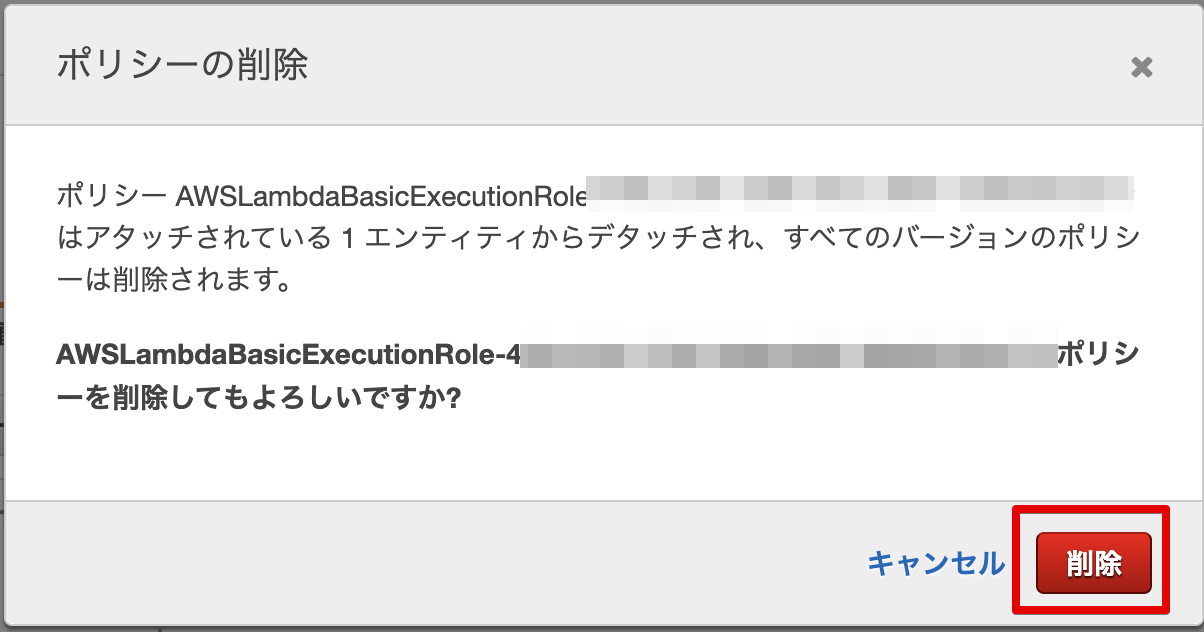 ポリシーの削除
ポリシー AWSLambdaBasicExecutionRole
はアタッチされている 1 エンティティからデタッチされ、すべてのバージョンのポリシ
ーは削除されます。
AWSLambdaBasicExecutionRole-4 ポリシ
ーを削除してもよろしいですか?
キャンセル 削除